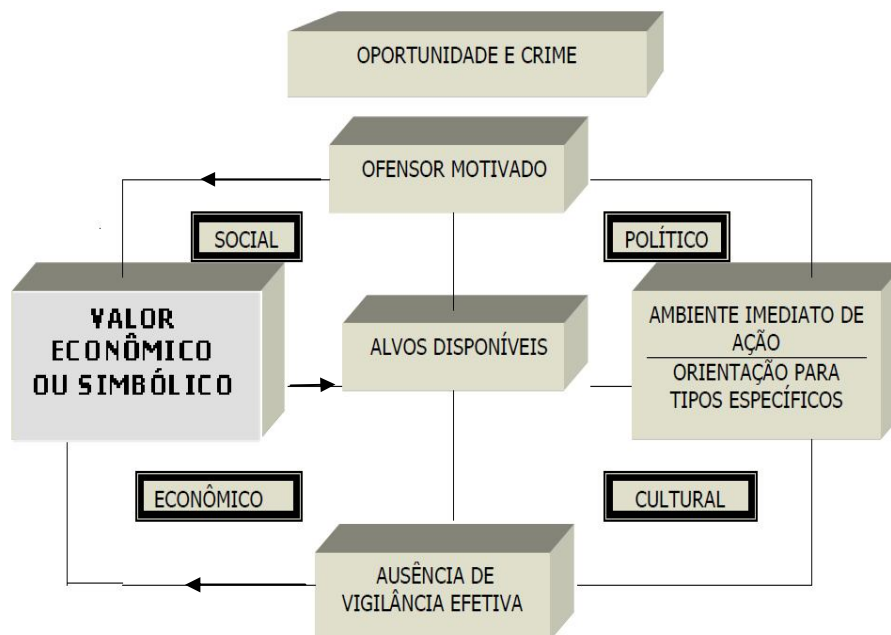 OPORTUNIDADE E CRIME
OFENSOR MOTIVADO
SOCIAL
POLÍTICO
VALOR
ECONÔMICO
OU SIMBÓLICO
ALVOS DISPONÍVEIS
AMBIENTE IMEDIATO DE
AÇÃO
ORIENTAÇÃO PARA
TIPOS ESPECÍFICOS
ECONÔMICO
CULTURAL
AUSÊNCIA DE
VIGILÂNCIA EFETIVA